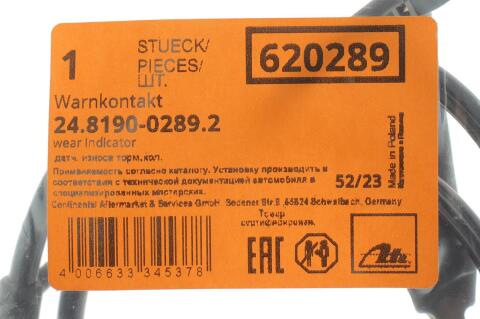 1
STUECK/
PIECES/
ШТ.
620289
Warnkontakt
24.8190-0289.2
wear Indicator
Датч. износа торм.кол.
Применяемость согласно каталогу. Установку производить в
соответствии с технической документацией автомобиля в
специализированных мастерских.
52/23
Made in Poland
Изготовлено в Польше
Continental Aftermarket & Services GmbH. Sodener Str.9 ,65824 Schwalbach, Germany
Товар
сертифицирован.
4 006633 345378
EAC
Ate